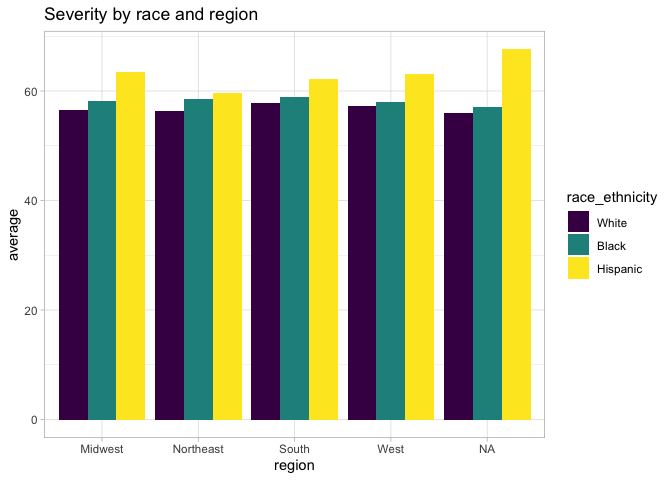 Severity by race and region
average
60
40
20
0
Midwest
Northeast
South
West
NA
region
race_ethnicity
White
Black
Hispanic